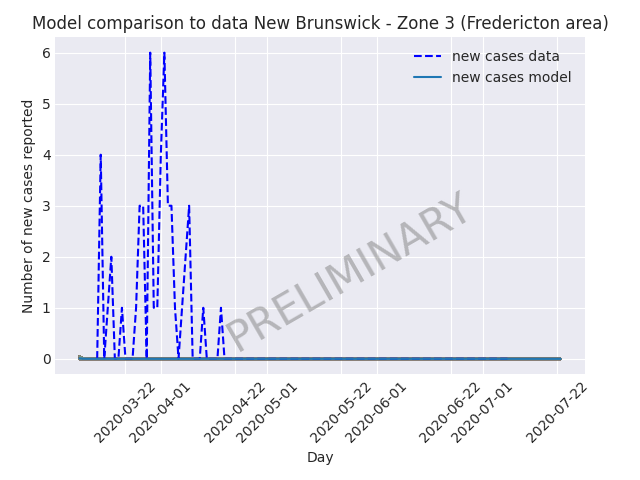 Model comparison to data New Brunswick - Zone 3 (Fredericton area)
new cases data
new cases model
Number of new cases reported
6
5
4
3
2
1
0
PRELIMINARY
2020-03-22
2020-04-01
2020-04-22
2020-05-01
2020-05-22
2020-06-01
2020-06-22
2020-07-01
2020-07-22
Day